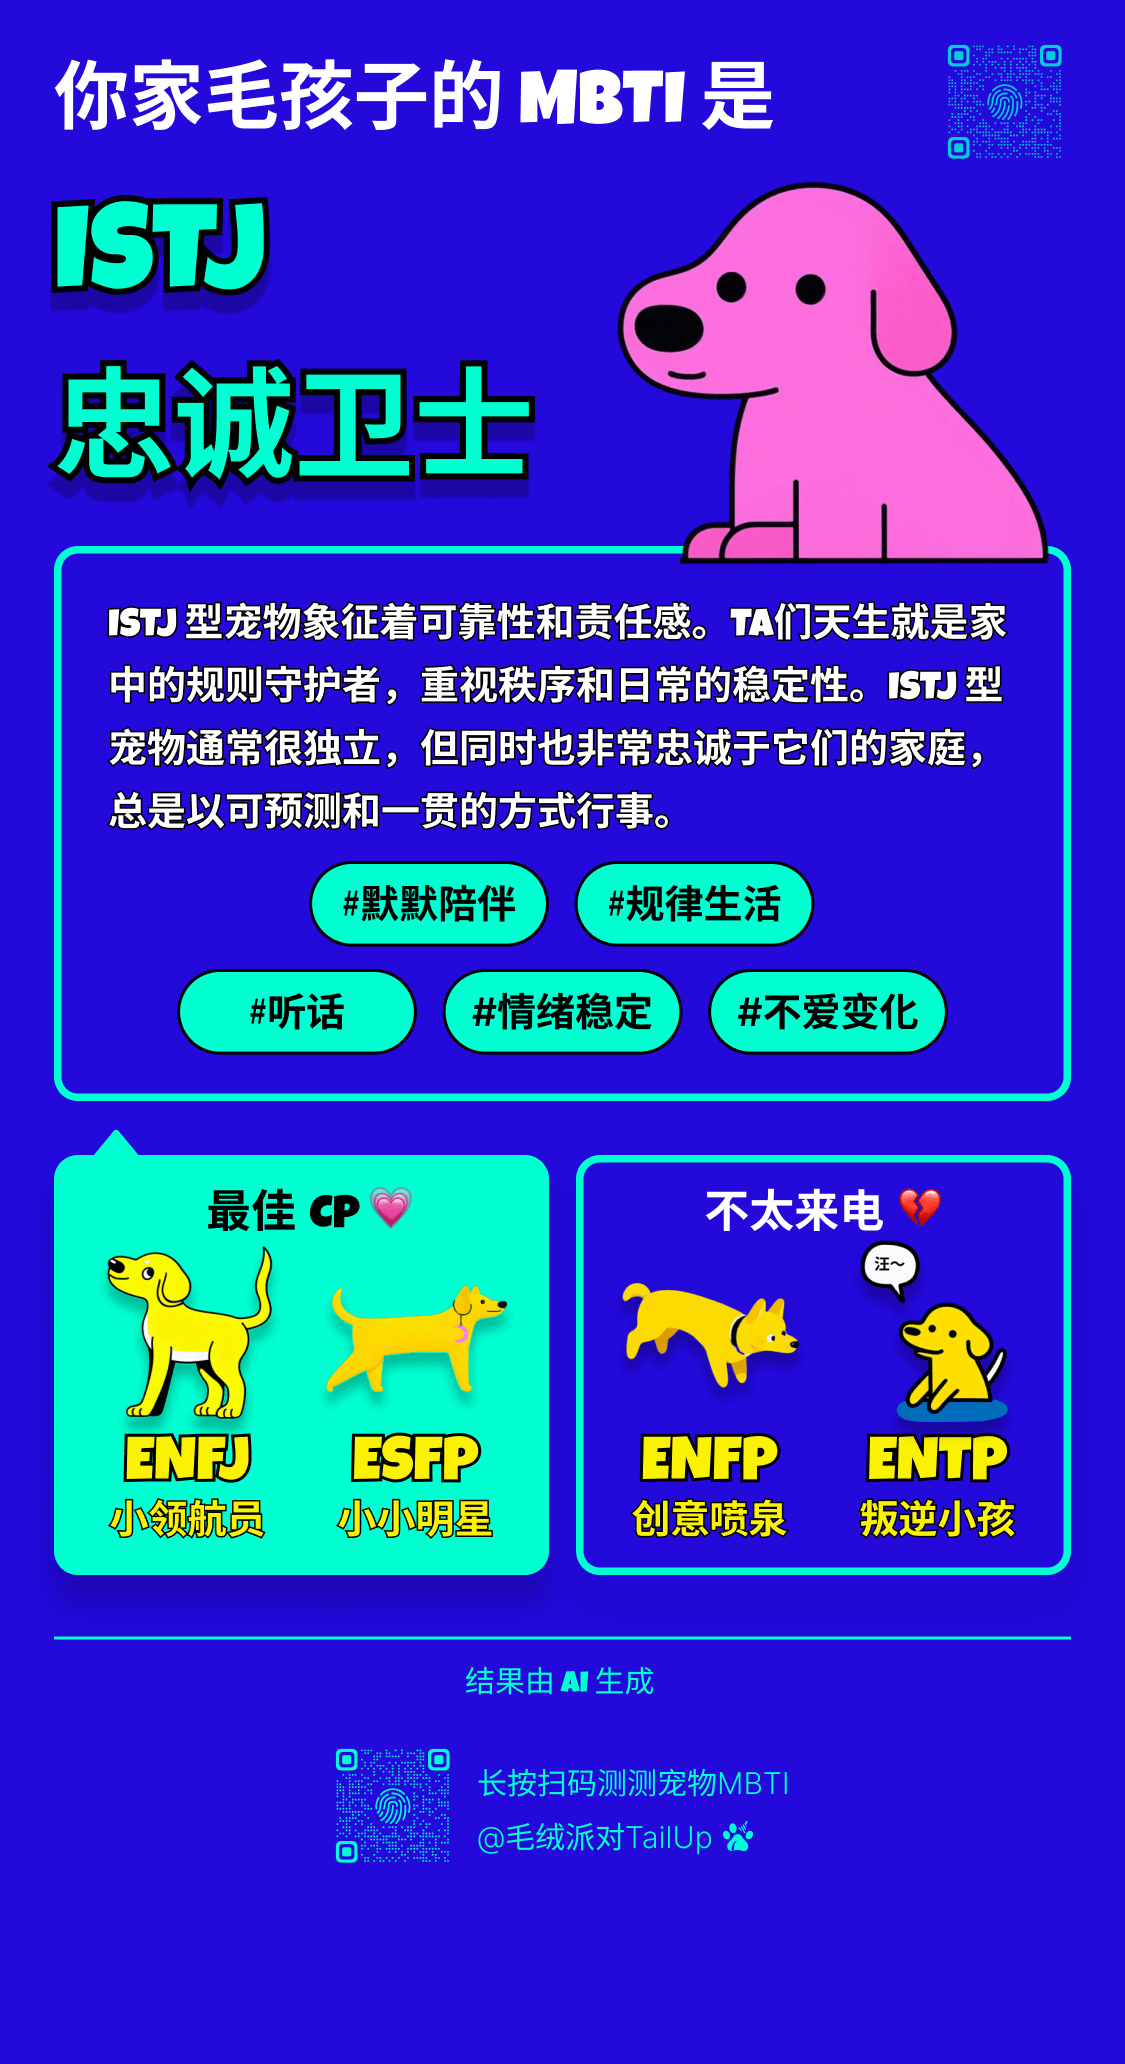 你家毛孩子的 MBTI 是
ISTJ
忠诚卫士
ISTJ 型宠物象征着可靠性和责任感。TA们天生就是家
中的规则守护者，重视秩序和日常的稳定性。ISTJ 型
宠物通常很独立，但同时也非常忠诚于它们的家庭，
总是以可预测和一贯的方式行事。
#默默陪伴 #规律生活
#听话 #情绪稳定 #不爱变化
最佳 CP 💗
ENFJ ESFP
小领航员 小小明星
不太来电 💔
汪～
ENFP ENTP
创意喷泉 叛逆小孩
结果由 AI 生成
长按扫码测测宠物MBTI
@毛绒派对TailUp 🐾